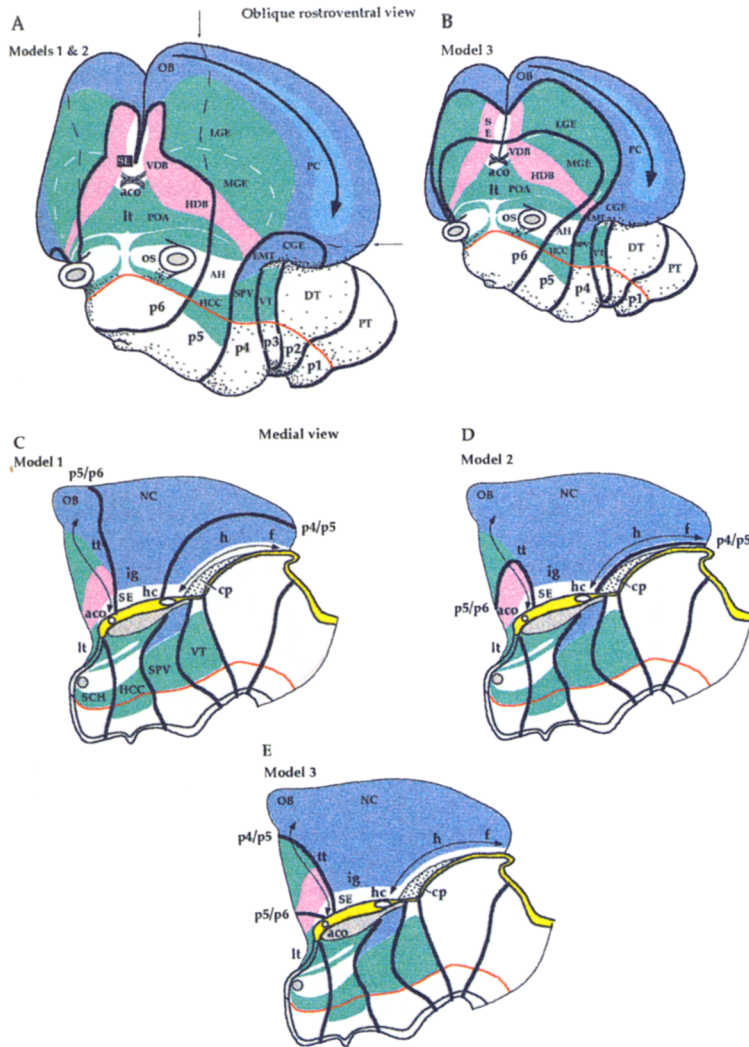 Oblique rostroventral view
A
Models 1 & 2
OB
LGE
PC
SE
VDB
MGE
aco
HDB
lt
POA
CGE
os
EMT
AH
SPV
VT
DT
HCC
PT
p6
p5
p4
p3
p2
p1
B
Model 3
OB
LGE
PC
SE
VDB
MGE
aco
HDB
lt
POA
CGE
EMT
os
AH
SPV
HCC
VT
DT
PT
p6
p5
p4
p1
Medial view
C
Model 1
p5/p6
OB
NC
p4/p5
tt
h
f
ig
SE
hc
cp
aco
lt
VT
SPV
SCH
HCC
D
Model 2
OB
NC
p4/p5
h
f
tt
ig
SE
hc
cp
p5/p6
aco
lt
E
Model 3
OB
NC
p4/p5
tt
h
f
ig
SE
hc
cp
p5/p6
aco
lt